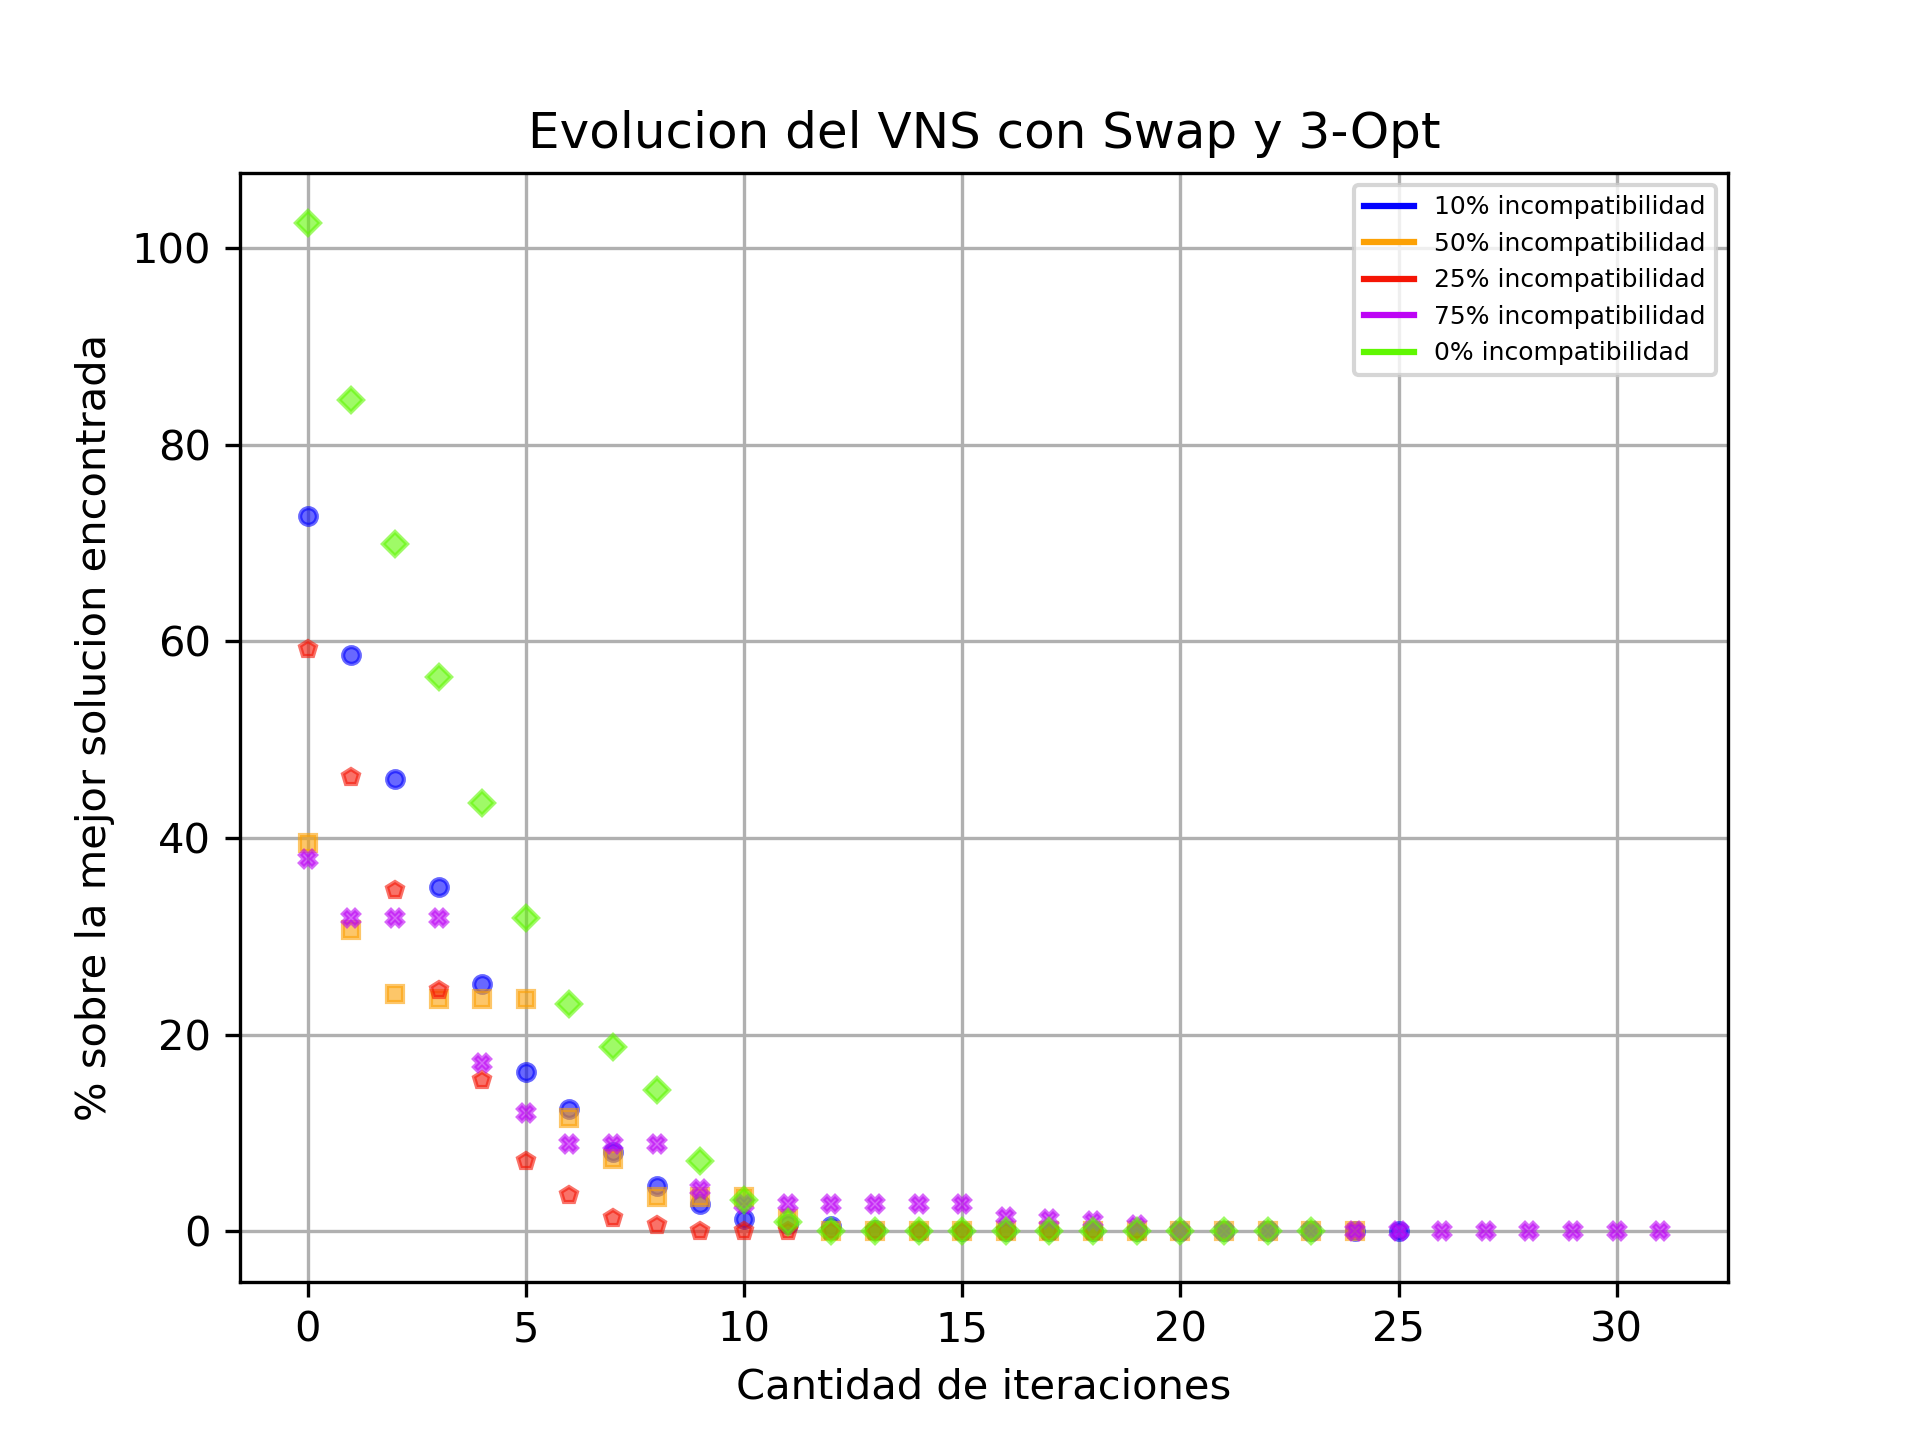 Evolucion del VNS con Swap y 3-Opt
10% incompatibilidad
50% incompatibilidad
25% incompatibilidad
75% incompatibilidad
0% incompatibilidad
% sobre la mejor solucion encontrada
100
80
60
40
20
0
0 5 10 15 20 25 30
Cantidad de iteraciones